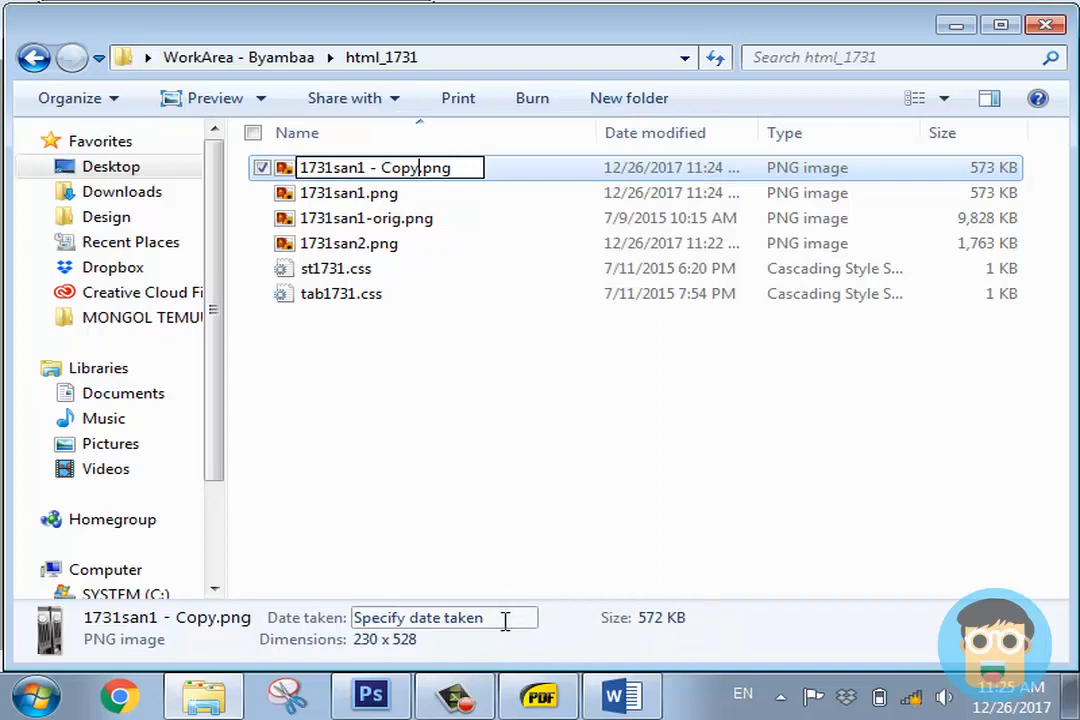 WorkArea - Byambaa html_1731 Search html_1731
Organize Preview Share with Print Burn New folder
Name Date modified Type Size
1731san1 - Copy.png 12/26/2017 11:24 ... PNG image 573 KB
1731san1.png 12/26/2017 11:24 ... PNG image 573 KB
1731san1-orig.png 7/9/2015 10:15 AM PNG image 9,828 KB
1731san2.png 12/26/2017 11:22 ... PNG image 1,763 KB
st1731.css 7/11/2015 6:20 PM Cascading Style S... 1 KB
tab1731.css 7/11/2015 7:54 PM Cascading Style S... 1 KB
Favorites
Desktop
Downloads
Design
Recent Places
Dropbox
Creative Cloud Fi
MONGOL TEMU
Libraries
Documents
Music
Pictures
Videos
Homegroup
Computer
SYSTEM (C:)
1731san1 - Copy.png Date taken: Specify date taken Size: 572 KB
PNG image Dimensions: 230 x 528
Ps PDF W EN 11:25 AM
12/26/2017